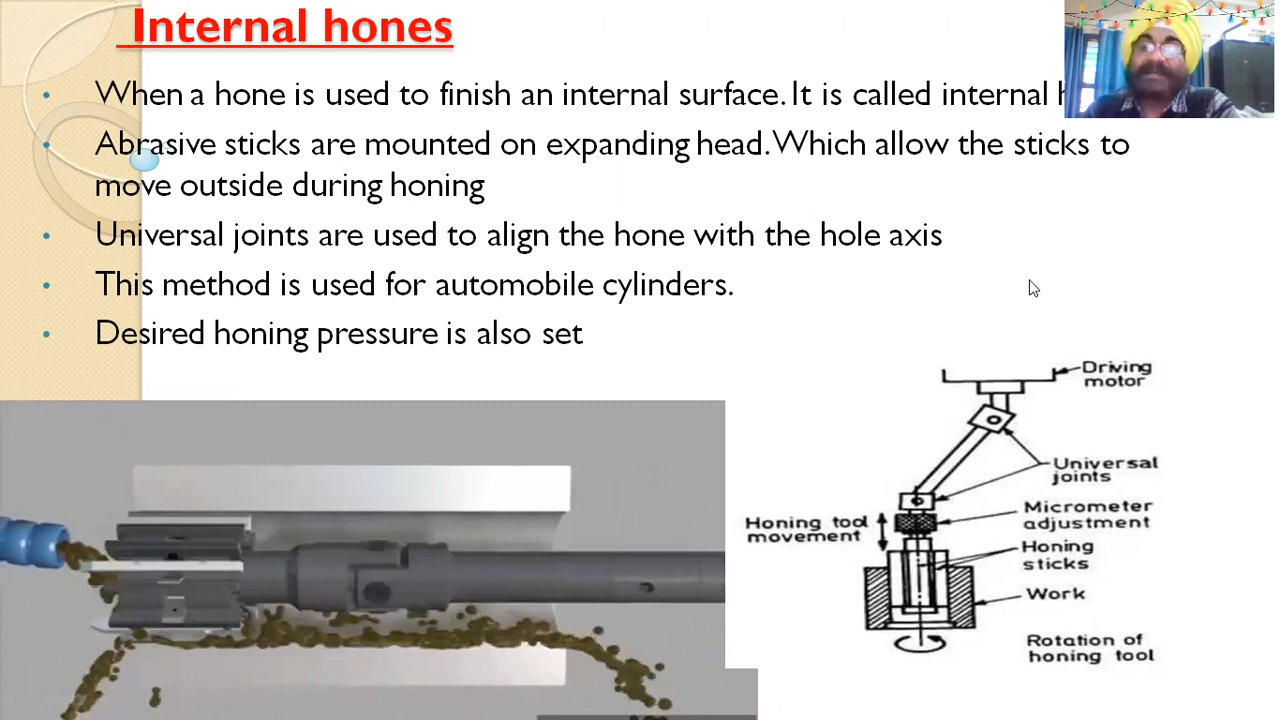 Internal hones
• When a hone is used to finish an internal surface. It is called internal
• Abrasive sticks are mounted on expanding head. Which allow the sticks to
move outside during honing
• Universal joints are used to align the hone with the hole axis
• This method is used for automobile cylinders.
• Desired honing pressure is also set
Driving
motor
Universal
joints
Micrometer
adjustment
Honing tool
movement
Honing
sticks
Work
Rotation of
honing tool